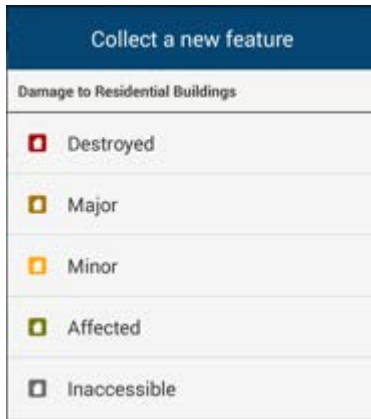 Collect a new feature
Damage to Residential Buildings
Destroyed
Major
Minor
Affected
Inaccessible